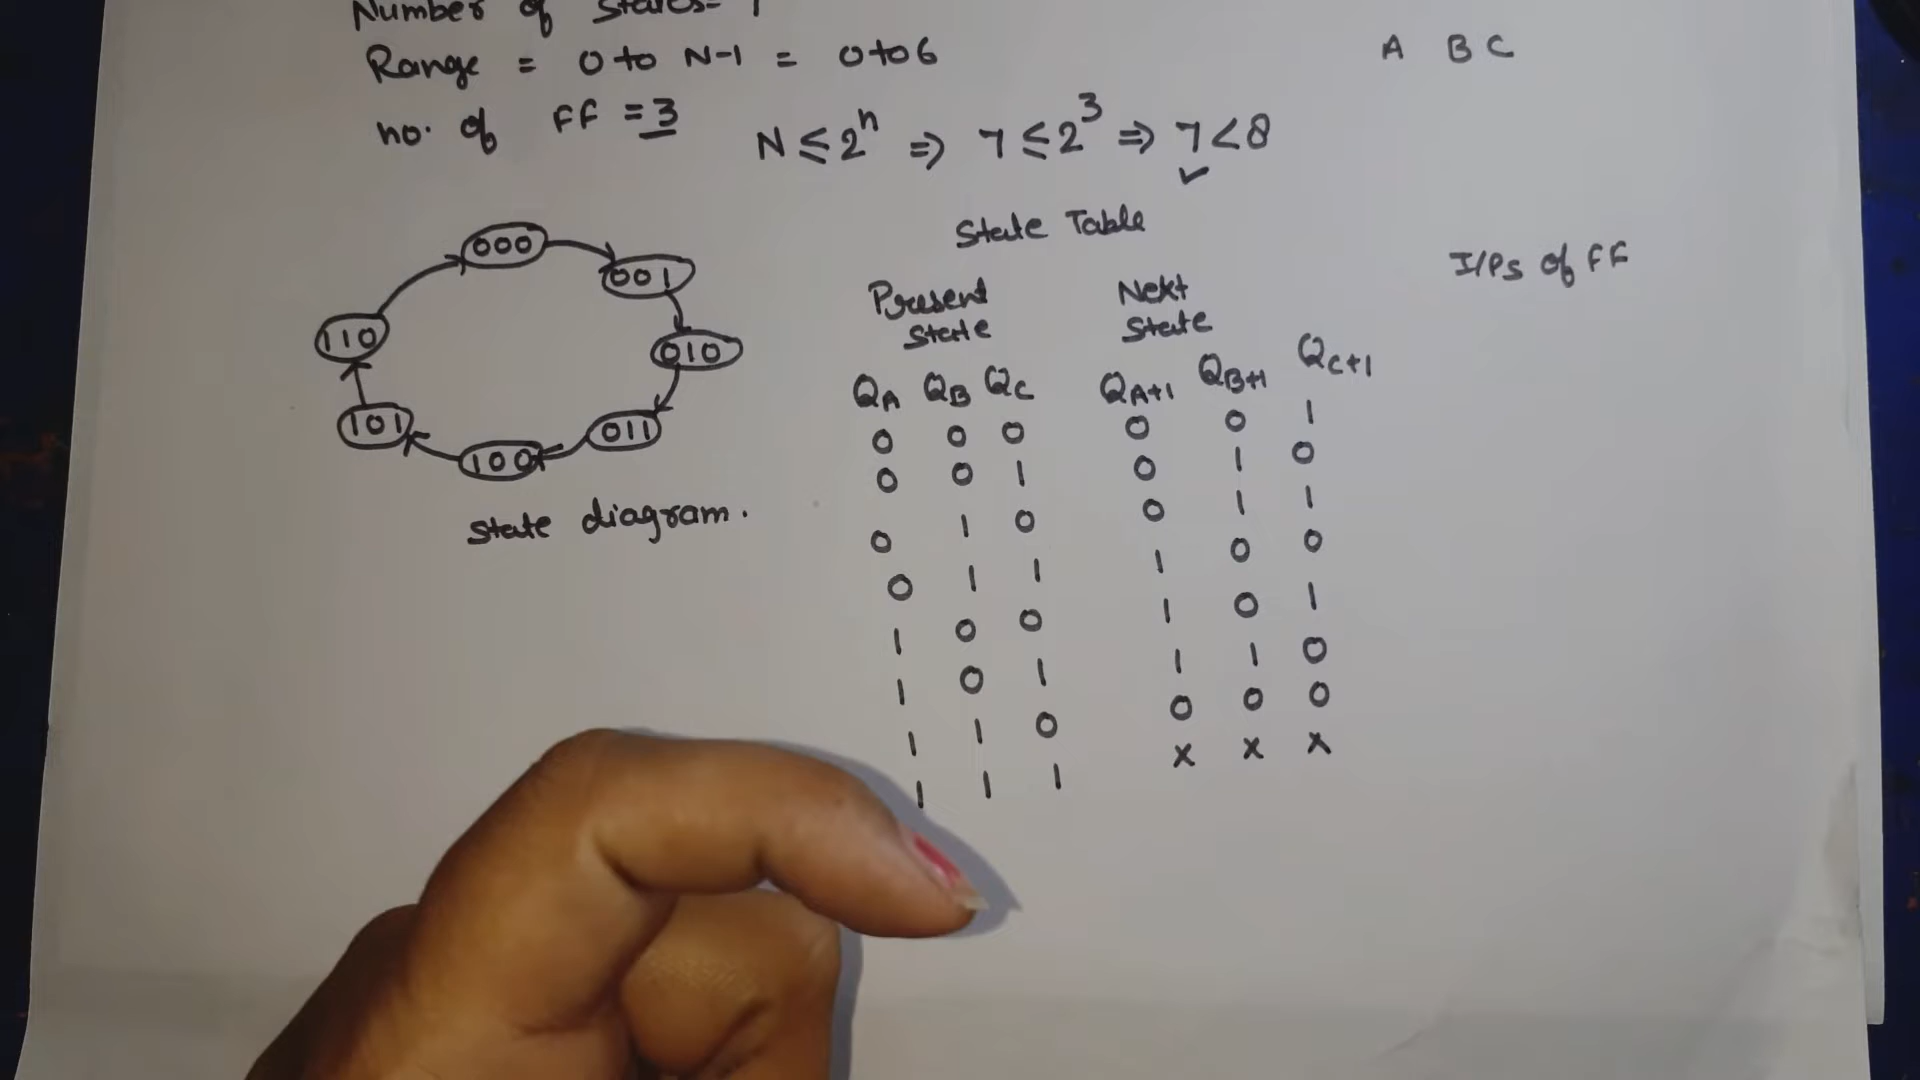 Number of States = 7
Range = 0 to N-1 = 0 to 6
A B C
no. of FF = 3
N ≤ 2^n ⇒ 7 ≤ 2^3 ⇒ 7 < 8 ✓
000
001
010
011
100
101
110
State diagram.
State Table
Present State
Next State
I/Ps of FF
QA QB QC QA+1 QB+1 QC+1
0 0 0 0 0 1
0 0 1 0 1 0
0 1 0 0 1 1
0 1 1 1 0 0
1 0 0 1 0 1
1 0 1 1 1 0
1 1 0 0 0 0
1 1 1 x x x